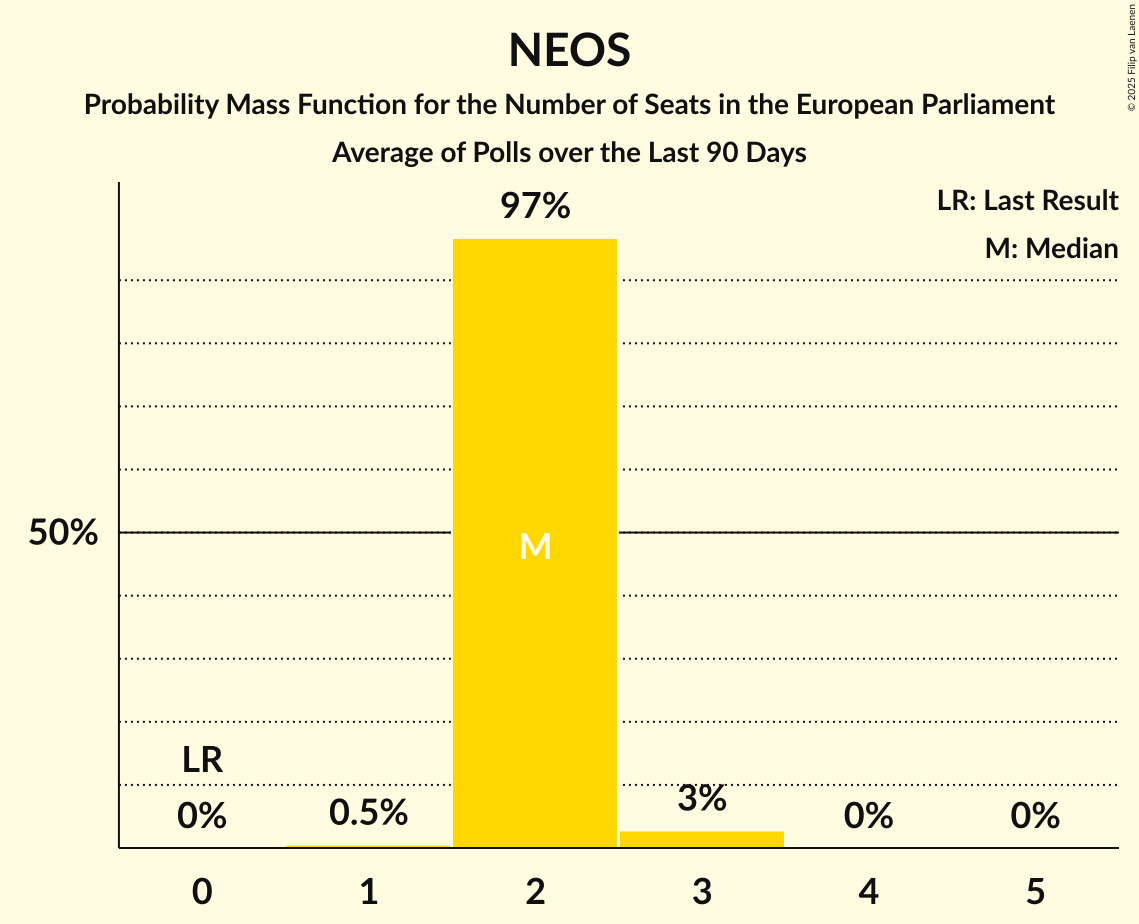 NEOS
Probability Mass Function for the Number of Seats in the European Parliament
Average of Polls over the Last 90 Days
© 2025 Filip van Laenen
LR: Last Result
M: Median
97%
50%
M
LR
0%
0.5%
3%
0%
0%
0 1 2 3 4 5